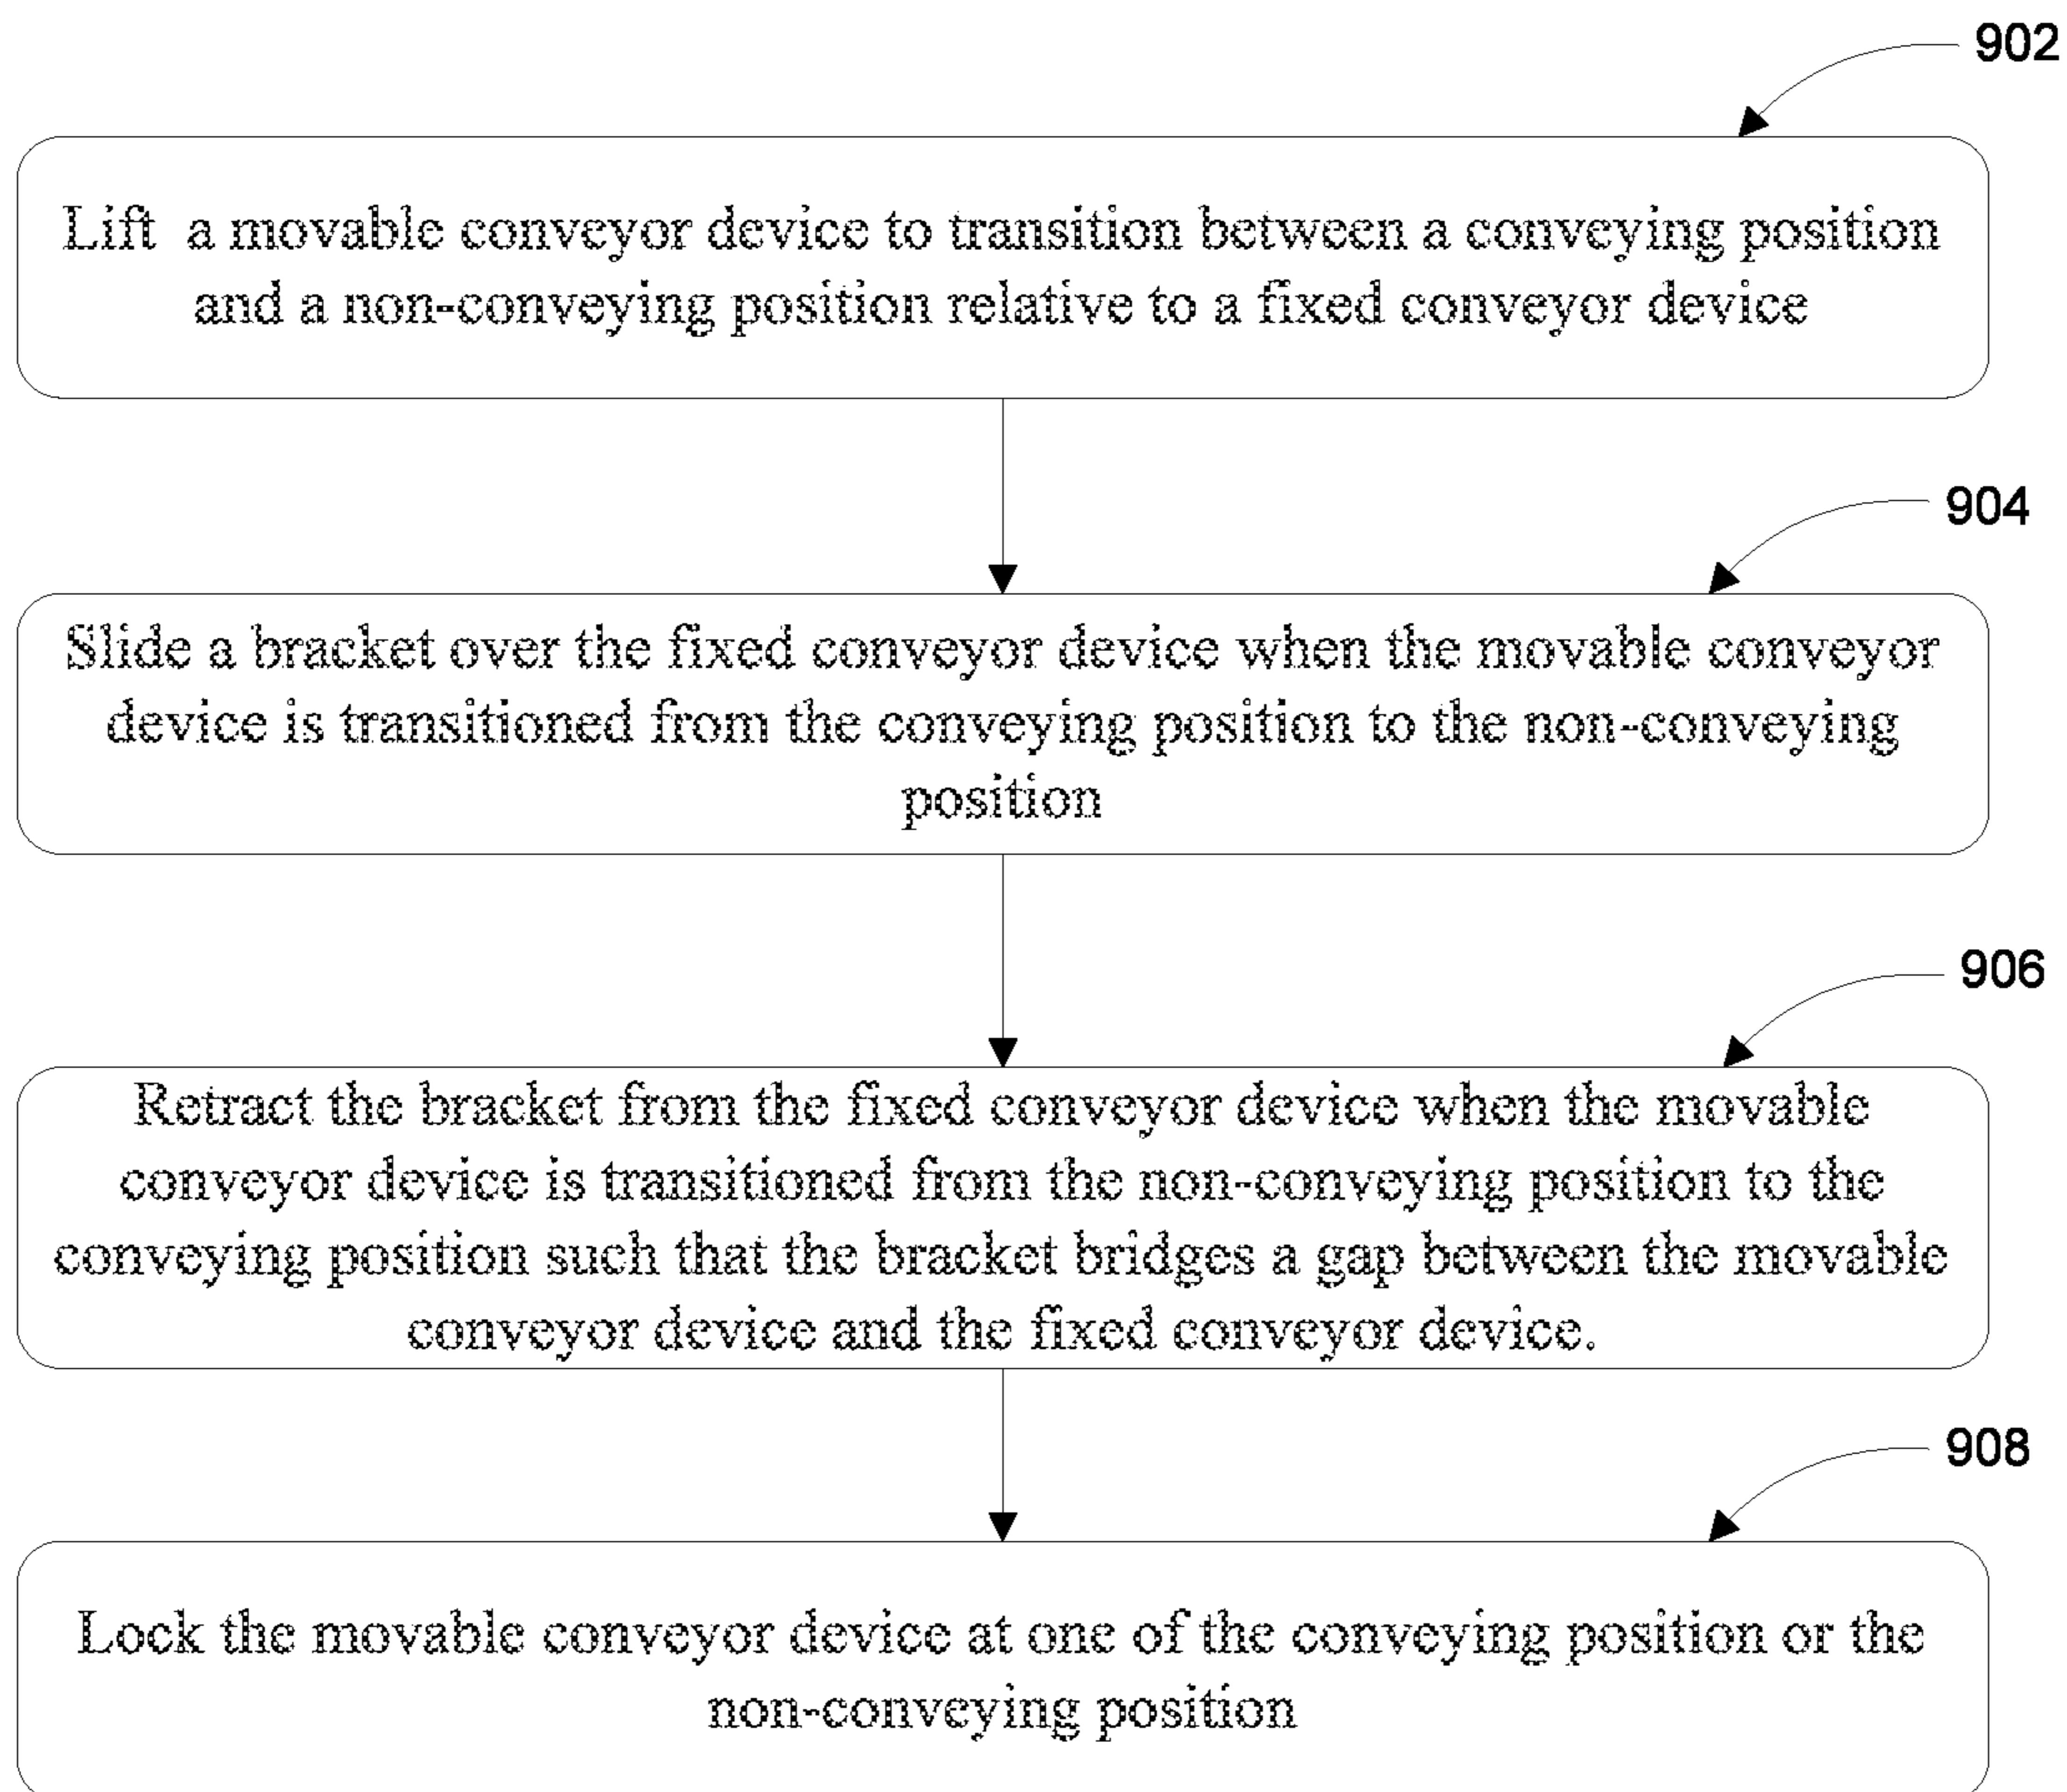 902
Lift a movable conveyor device to transition between a conveying position
and a non-conveying position relative to a fixed conveyor device
904
Slide a bracket over the fixed conveyor device when the movable conveyor
device is transitioned from the conveying position to the non-conveying
position
906
Retract the bracket from the fixed conveyor device when the movable
conveyor device is transitioned from the non-conveying position to the
conveying position such that the bracket bridges a gap between the movable
conveyor device and the fixed conveyor device.
908
Lock the movable conveyor device at one of the conveying position or the
non-conveying position